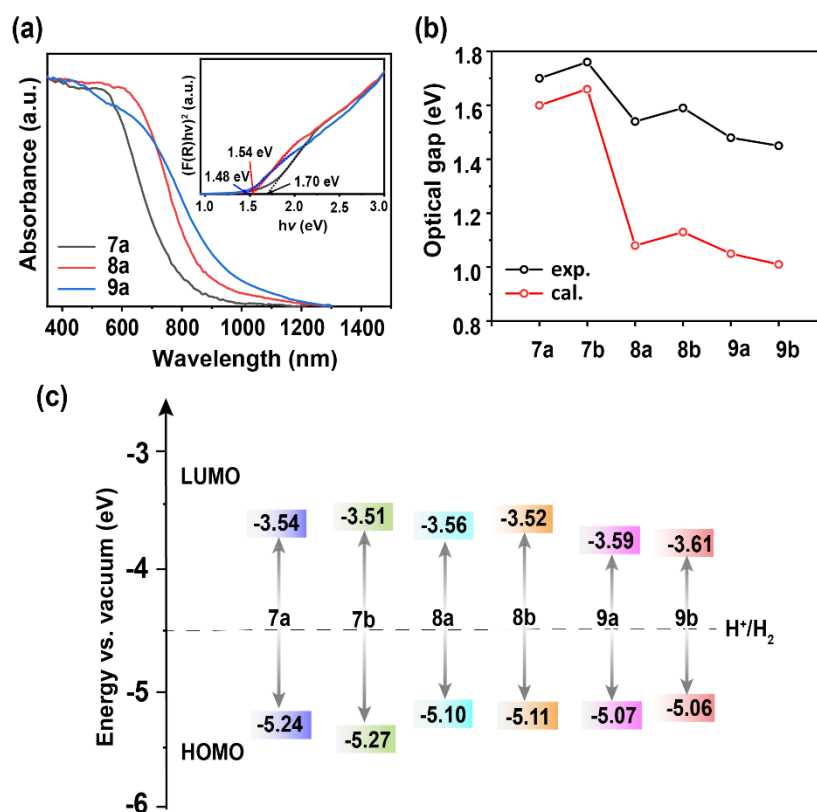 (a)
Absorbance (a.u.)
7a
8a
9a
400 600 800 1000 1200 1400
Wavelength (nm)
(F(R)hv)² (a.u.)
1.54 eV
1.48 eV
1.70 eV
1.0 1.5 2.0 2.5 3.0
hv (eV)
(b)
Optical gap (eV)
1.8
1.6
1.4
1.2
1.0
0.8
exp.
cal.
7a 7b 8a 8b 9a 9b
(c)
Energy vs. vacuum (eV)
-3
-4
-5
-6
LUMO
-3.54 -3.51 -3.56 -3.52 -3.59 -3.61
7a 7b 8a 8b 9a 9b
H⁺/H₂
-5.24 -5.27 -5.10 -5.11 -5.07 -5.06
HOMO